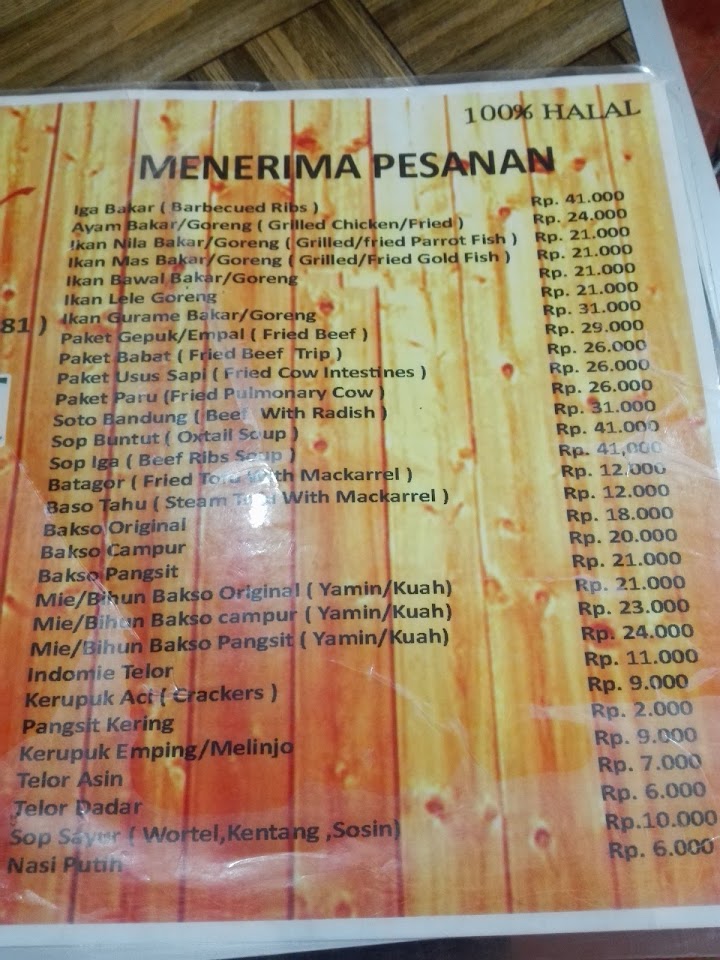 100% HALAL
MENERIMA PESANAN
Iga Bakar ( Barbecued Ribs ) Rp. 41.000
Ayam Bakar/Goreng ( Grilled Chicken/Fried ) Rp. 24.000
Ikan Nila Bakar/Goreng ( Grilled/fried Parrot Fish ) Rp. 21.000
Ikan Mas Bakar/Goreng ( Grilled/Fried Gold Fish ) Rp. 21.000
Ikan Bawal Bakar/Goreng Rp. 21.000
Ikan Lele Goreng Rp. 21.000
81 ) Ikan Gurame Bakar/Goreng Rp. 31.000
Paket Gepuk/Empal ( Fried Beef ) Rp. 29.000
Paket Babat ( Fried Beef Trip ) Rp. 26.000
Paket Usus Sapi ( Fried Cow Intestines ) Rp. 26.000
Paket Paru (Fried Pulmonary Cow ) Rp. 26.000
Soto Bandung ( Beef With Radish ) Rp. 31.000
Sop Buntut ( Oxtail Soup ) Rp. 41.000
Sop Iga ( Beef Ribs Soup ) Rp. 41,000
Batagor ( Fried Tofu With Mackarrel ) Rp. 12.000
Baso Tahu ( Steam Tofu With Mackarrel ) Rp. 12.000
Bakso Original Rp. 18.000
Bakso Campur Rp. 20.000
Bakso Pangsit Rp. 21.000
Mie/Bihun Bakso Original ( Yamin/Kuah) Rp. 21.000
Mie/Bihun Bakso campur ( Yamin/Kuah) Rp. 23.000
Mie/Bihun Bakso Pangsit ( Yamin/Kuah) Rp. 24.000
Indomie Telor Rp. 11.000
Kerupuk Aci ( Crackers ) Rp. 9.000
Pangsit Kering Rp. 2.000
Kerupuk Emping/Melinjo Rp. 9.000
Telor Asin Rp. 7.000
Telor Dadar Rp. 6.000
Sop Sayur ( Wortel,Kentang ,Sosin) Rp.10.000
Nasi Putih Rp. 6.000